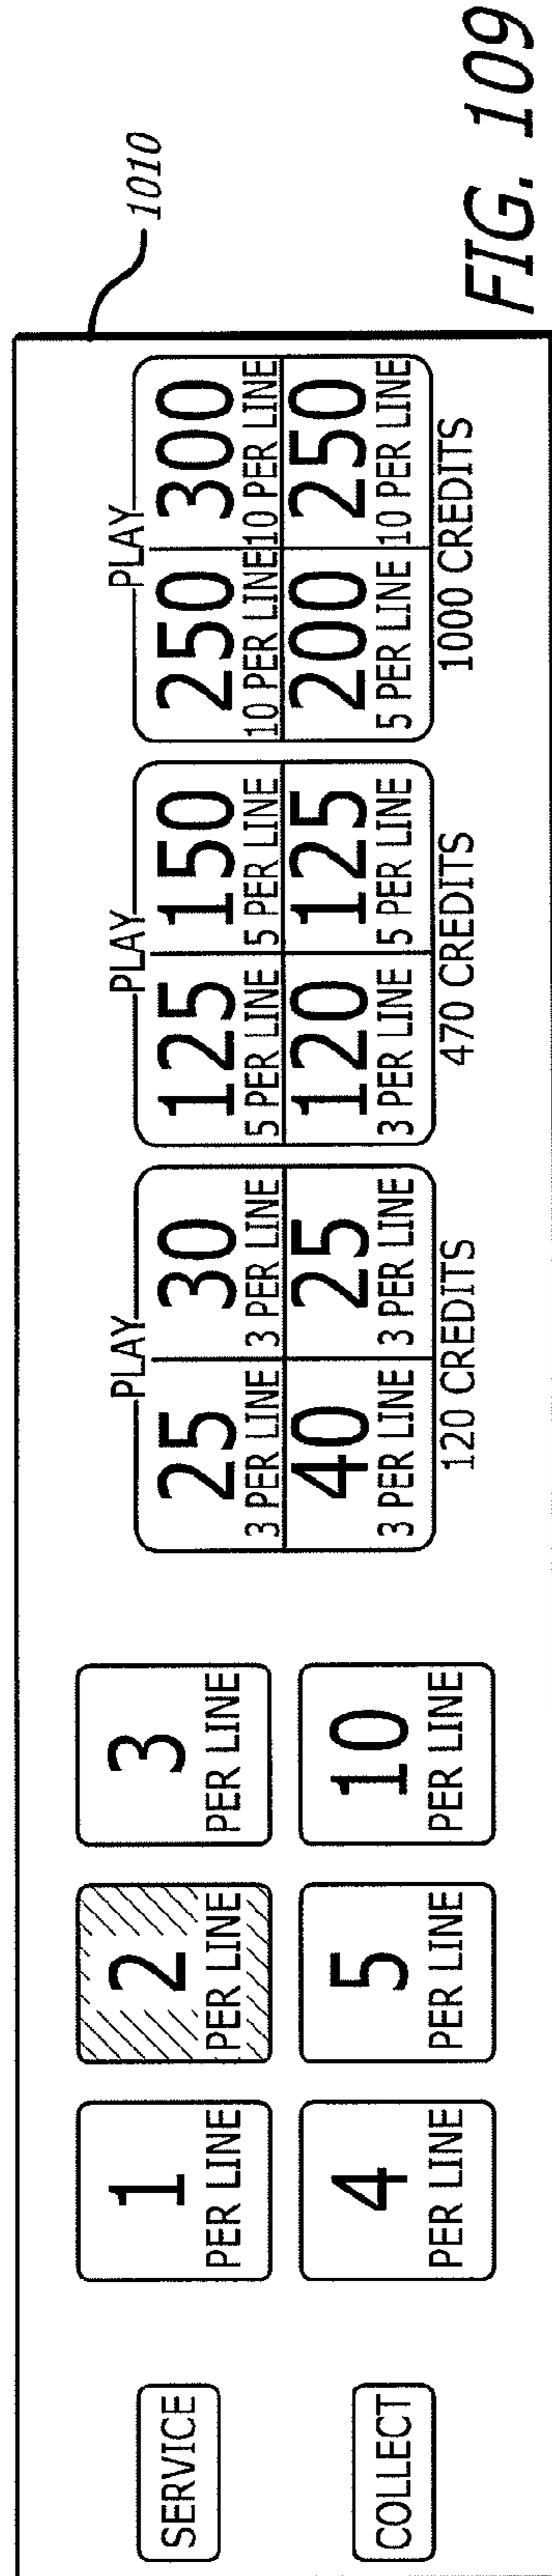 SERVICE
COLLECT
1
PER LINE
2
PER LINE
3
PER LINE
4
PER LINE
5
PER LINE
10
PER LINE
PLAY
25
3 PER LINE
30
3 PER LINE
40
3 PER LINE
25
3 PER LINE
120 CREDITS
PLAY
125
5 PER LINE
150
5 PER LINE
120
3 PER LINE
125
5 PER LINE
470 CREDITS
PLAY
250
10 PER LINE
300
10 PER LINE
200
5 PER LINE
250
10 PER LINE
1000 CREDITS
1010
FIG. 109